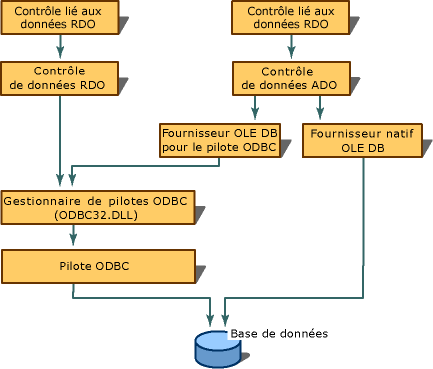 Contrôle lié aux
données RDO
Contrôle lié aux
données RDO
Contrôle
de données RDO
Contrôle
de données ADO
Fournisseur OLE DB
pour le pilote ODBC
Fournisseur natif
OLE DB
Gestionnaire de pilotes ODBC
(ODBC32.DLL)
Pilote ODBC
Base de données